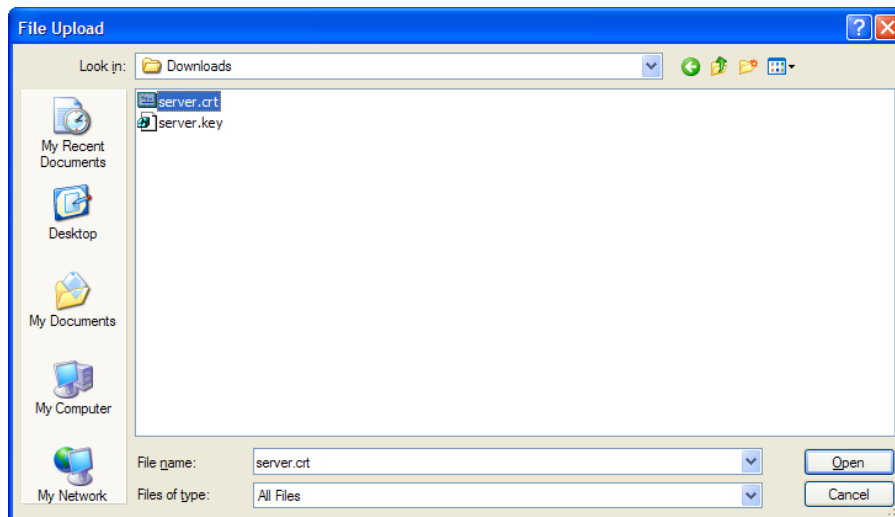 File Upload
Look in: Downloads
server.crt
server.key
My Recent
Documents
Desktop
My Documents
My Computer
My Network
File name: server.crt Open
Files of type: All Files Cancel